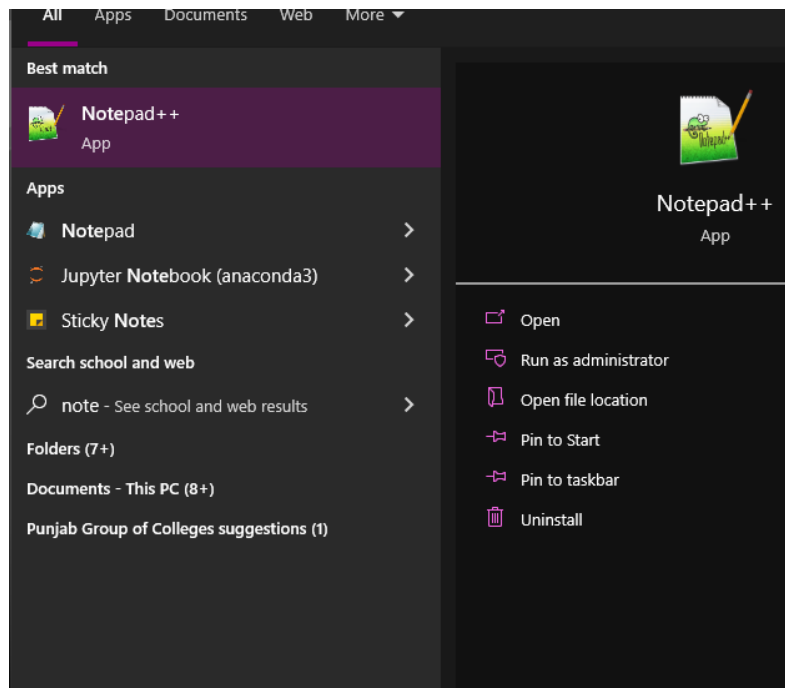 All Apps Documents Web More
Best match
Notepad++
App
Apps
Notepad
Jupyter Notebook (anaconda3)
Sticky Notes
Search school and web
note - See school and web results
Folders (7+)
Documents - This PC (8+)
Punjab Group of Colleges suggestions (1)
Notepad++
Notepad++
App
Open
Run as administrator
Open file location
Pin to Start
Pin to taskbar
Uninstall